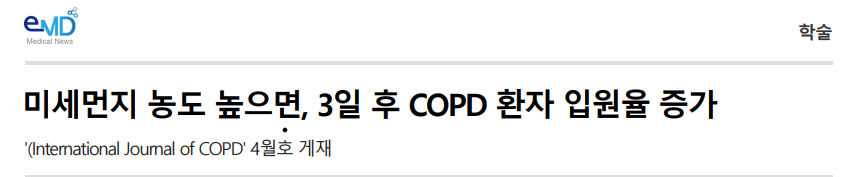 eMD
Medical News
학술
미세먼지 농도 높으면, 3일 후 COPD 환자 입원율 증가
'(International Journal of COPD' 4월호 게재